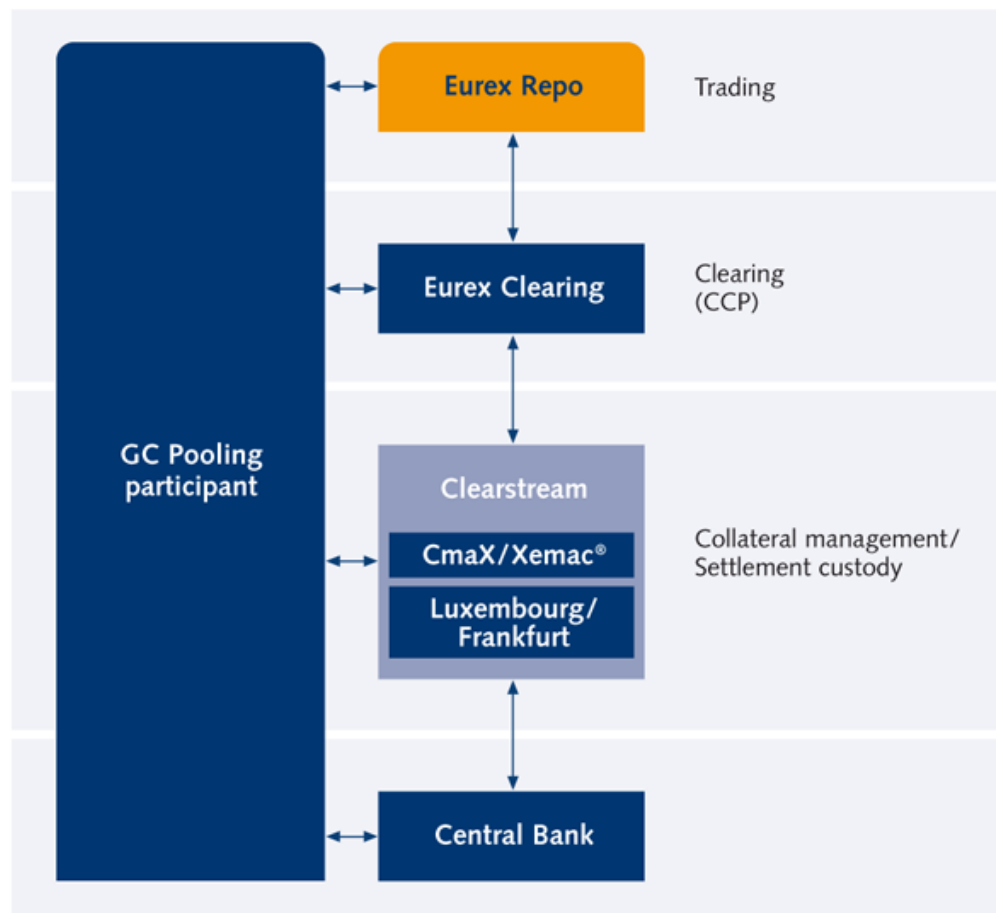 Eurex Repo
Trading
Eurex Clearing
Clearing
(CCP)
GC Pooling
participant
Clearstream
CmaX/Xemac®
Luxembourg/
Frankfurt
Collateral management/
Settlement custody
Central Bank